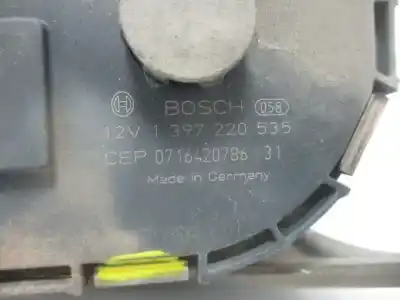 BOSCH 058
12V 1 397 220 535
CEP 0716420786 31
Made in Germany